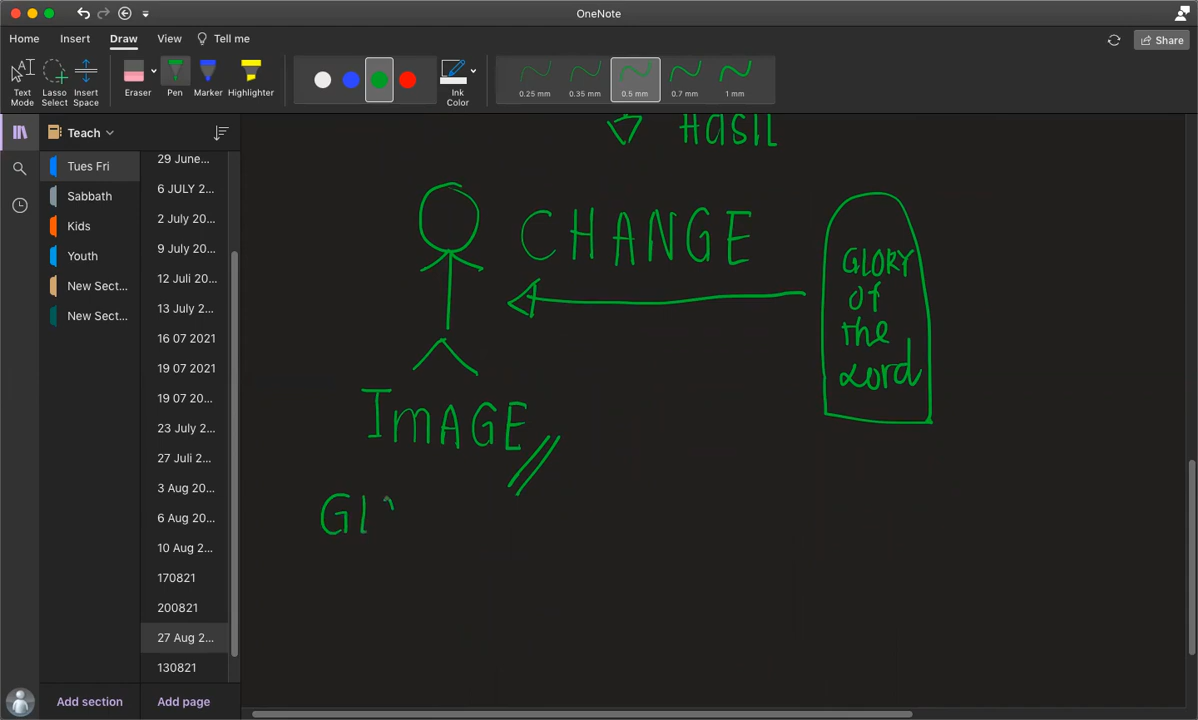 OneNote
Home Insert Draw View Tell me
Share
Text Mode
Lasso Select
Insert Space
Eraser
Pen
Marker
Highlighter
Ink Color
0.25 mm
0.35 mm
0.5 mm
0.7 mm
1 mm
Teach
Tues Fri
Sabbath
Kids
Youth
New Sect...
New Sect...
29 June...
6 JULY 2...
2 July 20...
9 July 20...
12 Juli 20...
13 July 2...
16 07 2021
19 07 2021
19 07 20...
23 July 2...
27 Juli 2...
3 Aug 20...
6 Aug 20...
10 Aug 2...
170821
200821
27 Aug 2...
130821
Add section
Add page
HASIL
CHANGE
GLORY
of
the
Lord
ImAGE